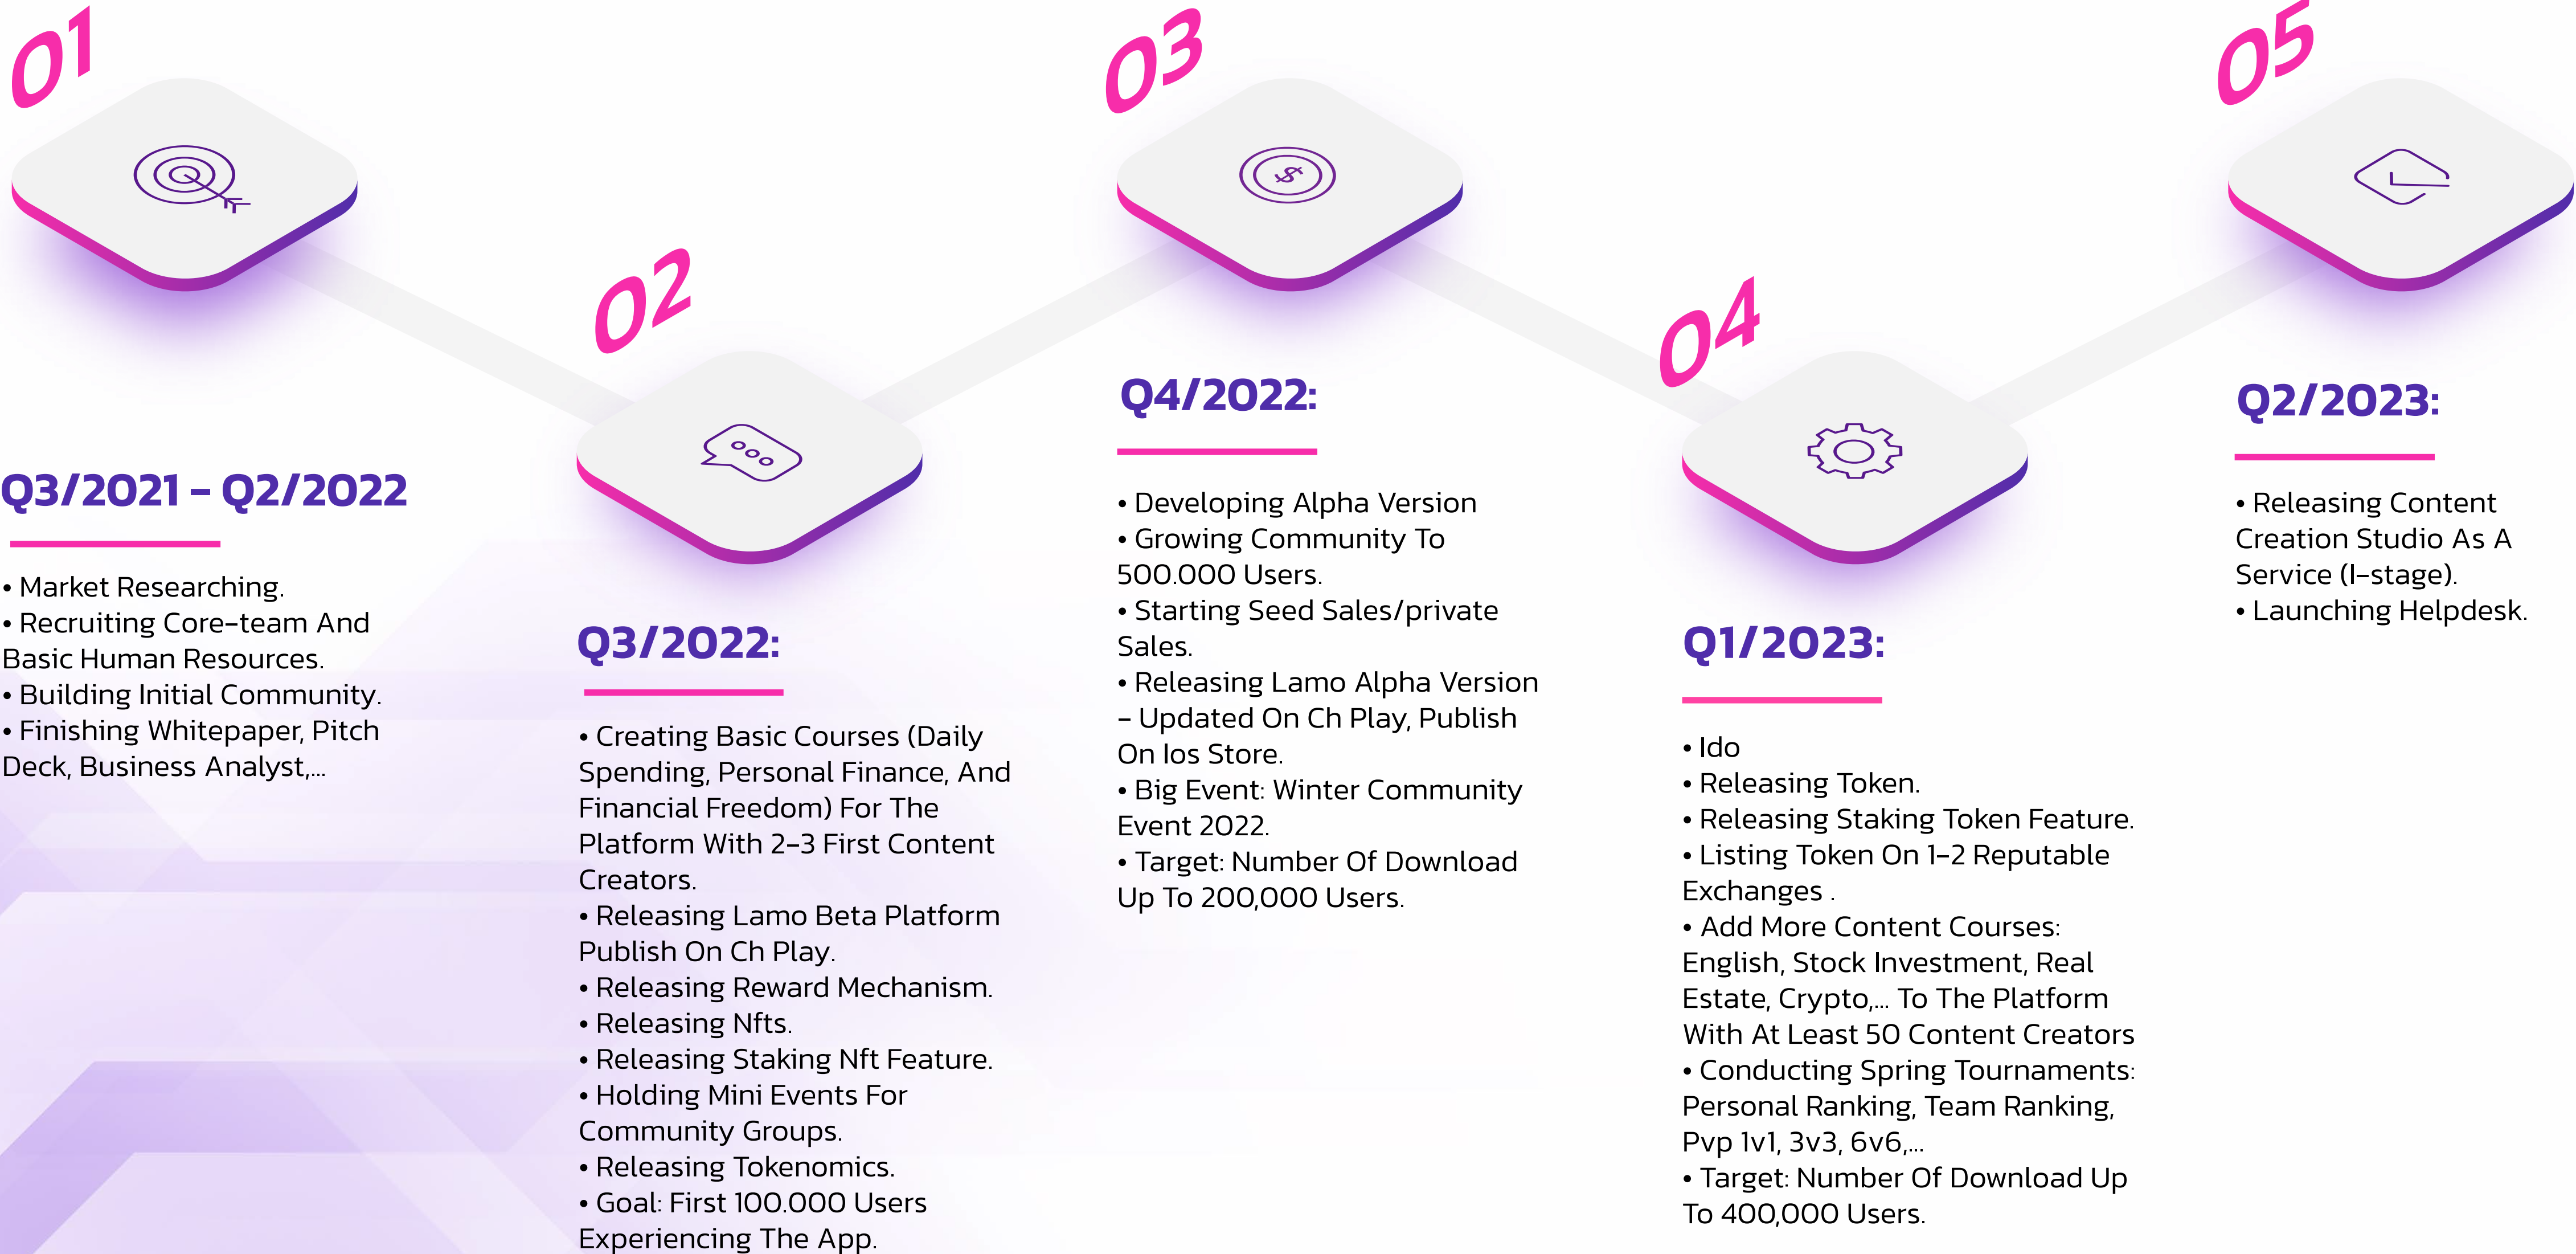 01
Q3/2021 – Q2/2022
• Market Researching.
• Recruiting Core-team And
Basic Human Resources.
• Building Initial Community.
• Finishing Whitepaper, Pitch
Deck, Business Analyst,...
02
Q3/2022:
• Creating Basic Courses (Daily
Spending, Personal Finance, And
Financial Freedom) For The
Platform With 2-3 First Content
Creators.
• Releasing Lamo Beta Platform
Publish On Ch Play.
• Releasing Reward Mechanism.
• Releasing Nfts.
• Releasing Staking Nft Feature.
• Holding Mini Events For
Community Groups.
• Releasing Tokenomics.
• Goal: First 100.000 Users
Experiencing The App.
03
$
Q4/2022:
• Developing Alpha Version
• Growing Community To
500.000 Users.
• Starting Seed Sales/private
Sales.
• Releasing Lamo Alpha Version
– Updated On Ch Play, Publish
On Ios Store.
• Big Event: Winter Community
Event 2022.
• Target: Number Of Download
Up To 200,000 Users.
04
Q1/2023:
• Ido
• Releasing Token.
• Releasing Staking Token Feature.
• Listing Token On 1-2 Reputable
Exchanges .
• Add More Content Courses:
English, Stock Investment, Real
Estate, Crypto,... To The Platform
With At Least 50 Content Creators
• Conducting Spring Tournaments:
Personal Ranking, Team Ranking,
Pvp 1v1, 3v3, 6v6,...
• Target: Number Of Download Up
To 400,000 Users.
05
Q2/2023:
• Releasing Content
Creation Studio As A
Service (I-stage).
• Launching Helpdesk.